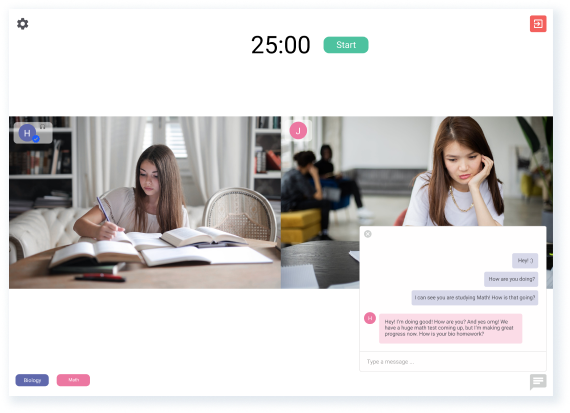 25:00 Start
H
J
H
Hey! :)
How are you doing?
I can see you are studying Math! How is that going?
H
Hey! I'm doing good! How are you? And yes omg! We
have a huge math test coming up, but I'm making great
progress now. How is your bio homework?
Type a message ...
Biology Math